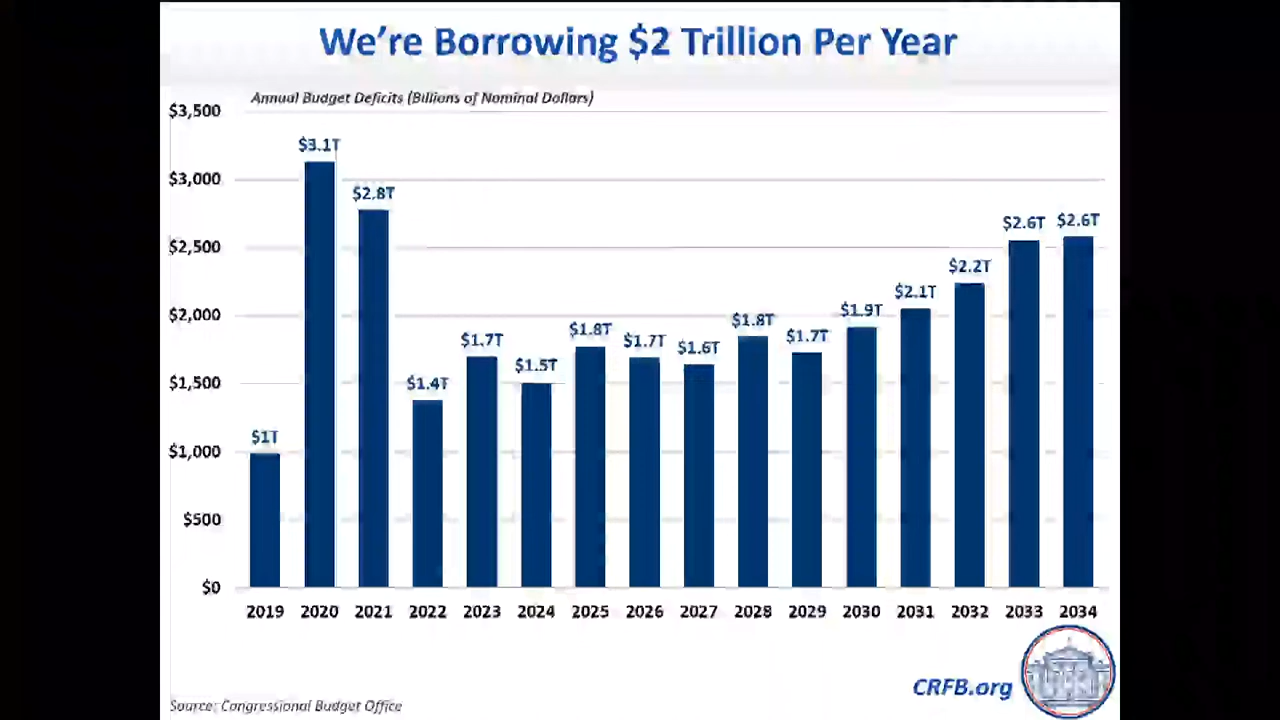 We're Borrowing $2 Trillion Per Year
Annual Budget Deficits (Billions of Nominal Dollars)
$3,500
$3,000
$2,500
$2,000
$1,500
$1,000
$500
$0
$1T
$3.1T
$2.8T
$1.4T
$1.7T
$1.5T
$1.8T
$1.7T
$1.6T
$1.8T
$1.7T
$1.9T
$2.1T
$2.2T
$2.6T
$2.6T
2019 2020 2021 2022 2023 2024 2025 2026 2027 2028 2029 2030 2031 2032 2033 2034
CRFB.org
Source: Congressional Budget Office